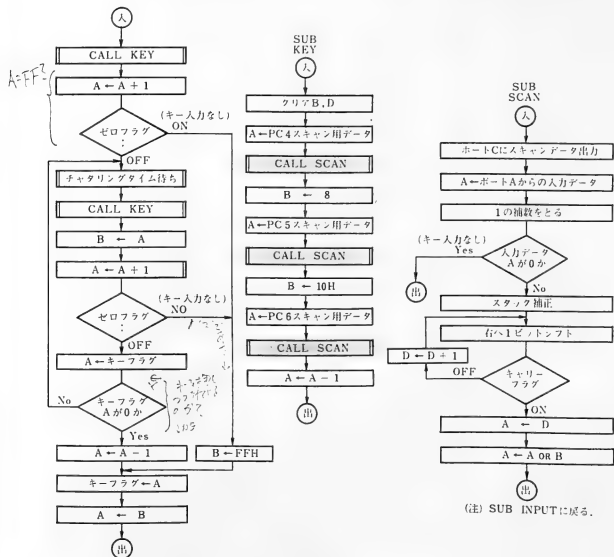 入
CALL KEY
A=FF?
A←A+1
(キー入力なし)
ゼロフラグ
ON
OFF
チャタリングタイム待ち
CALL KEY
B ← A
A←A+1
(キー入力なし)
ゼロフラグ
NO
OFF
A←キーフラグ
No
キーフラグ
Aが0か
Yes
A←A-1
B←FFH
キーフラグ←A
A ← B
出
SUB
KEY
入
クリアB,D
A←PC4スキャン用データ
CALL SCAN
B ← 8
A←PC5スキャン用データ
CALL SCAN
B←10H
A←PC6スキャン用データ
CALL SCAN
A←A-1
出
SUB
SCAN
入
ポートCにスキャンデータ出力
A←ポートAからの入力データ
1の補数をとる
(キー入力なし)
Yes
入力データ
Aが0か
出
No
スタック補正
右へ1ビットシフト
D←D+1
OFF
キャリー
フラグ
ON
A ← D
A←A OR B
出
(注) SUB INPUTに戻る.